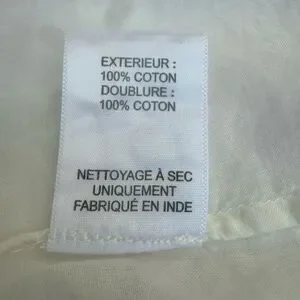 EXTERIEUR :
100% COTON
DOUBLURE :
100% COTON
NETTOYAGE À SEC
UNIQUEMENT
FABRIQUÉ EN INDE